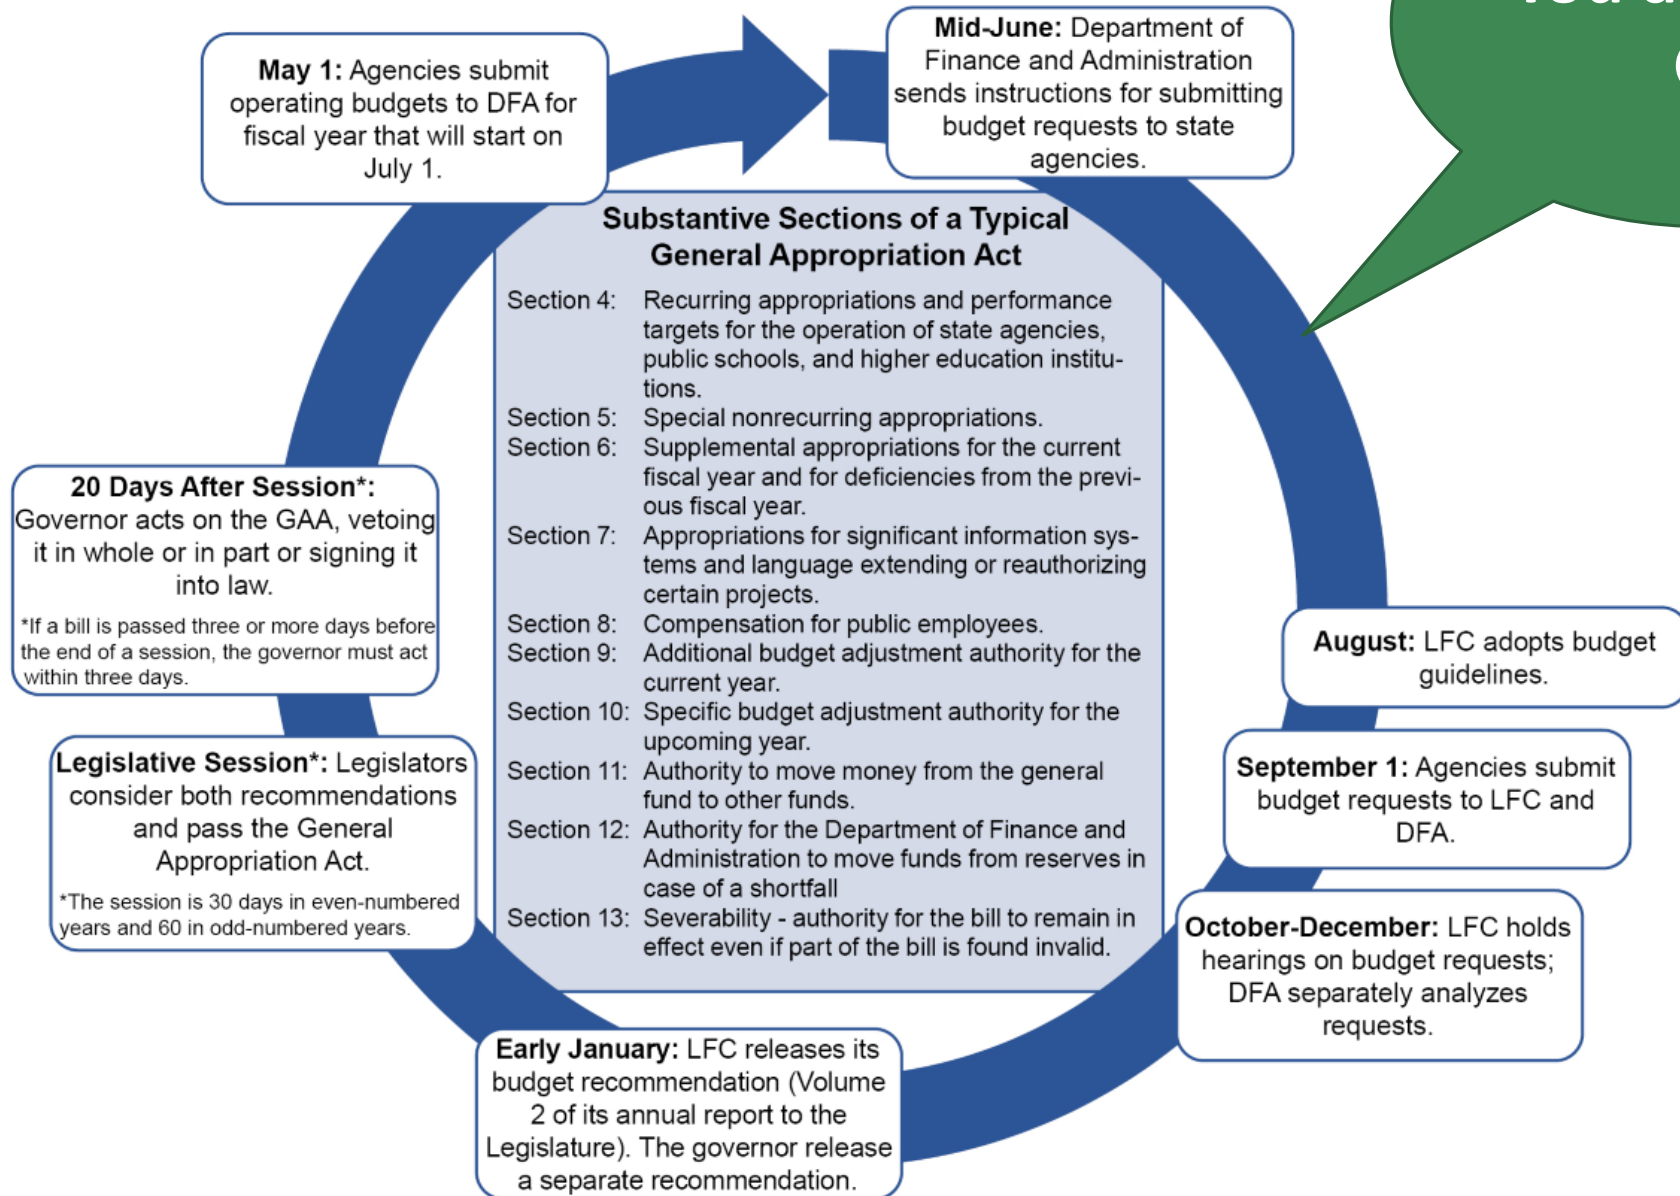 May 1: Agencies submit
operating budgets to DFA for
fiscal year that will start on
July 1.
Mid-June: Department of
Finance and Administration
sends instructions for submitting
budget requests to state
agencies.
Substantive Sections of a Typical
General Appropriation Act
Section 4: Recurring appropriations and performance
targets for the operation of state agencies,
public schools, and higher education institu-
tions.
Section 5: Special nonrecurring appropriations.
Section 6: Supplemental appropriations for the current
fiscal year and for deficiencies from the previ-
ous fiscal year.
Section 7: Appropriations for significant information sys-
tems and language extending or reauthorizing
certain projects.
Section 8: Compensation for public employees.
Section 9: Additional budget adjustment authority for the
current year.
Section 10: Specific budget adjustment authority for the
upcoming year.
Section 11: Authority to move money from the general
fund to other funds.
Section 12: Authority for the Department of Finance and
Administration to move funds from reserves in
case of a shortfall
Section 13: Severability - authority for the bill to remain in
effect even if part of the bill is found invalid.
August: LFC adopts budget
guidelines.
September 1: Agencies submit
budget requests to LFC and
DFA.
October-December: LFC holds
hearings on budget requests;
DFA separately analyzes
requests.
Early January: LFC releases its
budget recommendation (Volume
2 of its annual report to the
Legislature). The governor release
a separate recommendation.
Legislative Session*: Legislators
consider both recommendations
and pass the General
Appropriation Act.
*The session is 30 days in even-numbered
years and 60 in odd-numbered years.
20 Days After Session*:
Governor acts on the GAA, vetoing
it in whole or in part or signing it
into law.
*If a bill is passed three or more days before
the end of a session, the governor must act
within three days.